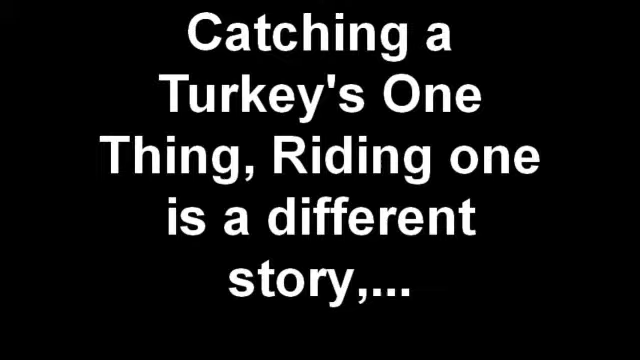 Catching a
Turkey's One
Thing, Riding one
is a different
story,...